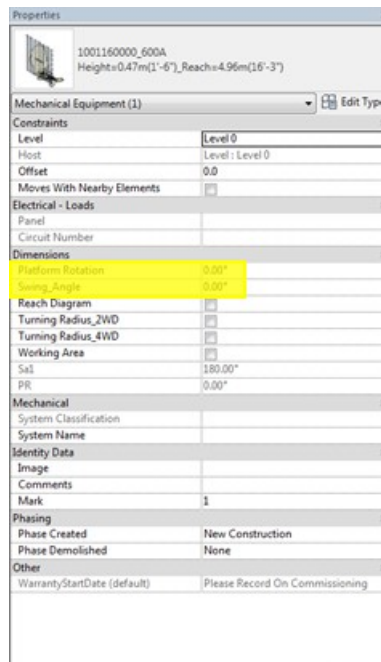 Properties
1001160000_600A
Height=0.47m(1'-6")_Reach=4.96m(16'-3")
Mechanical Equipment (1) Edit Type
Constraints
Level Level 0
Host Level : Level 0
Offset 0.0
Moves With Nearby Elements
Electrical - Loads
Panel
Circuit Number
Dimensions
Platform Rotation 0.00°
Swing_Angle 0.00°
Reach Diagram
Turning Radius_2WD
Turning Radius_4WD
Working Area
Sa1 180.00°
PR 0.00°
Mechanical
System Classification
System Name
Identity Data
Image
Comments
Mark 1
Phasing
Phase Created New Construction
Phase Demolished None
Other
WarrantyStartDate (default) Please Record On Commissioning